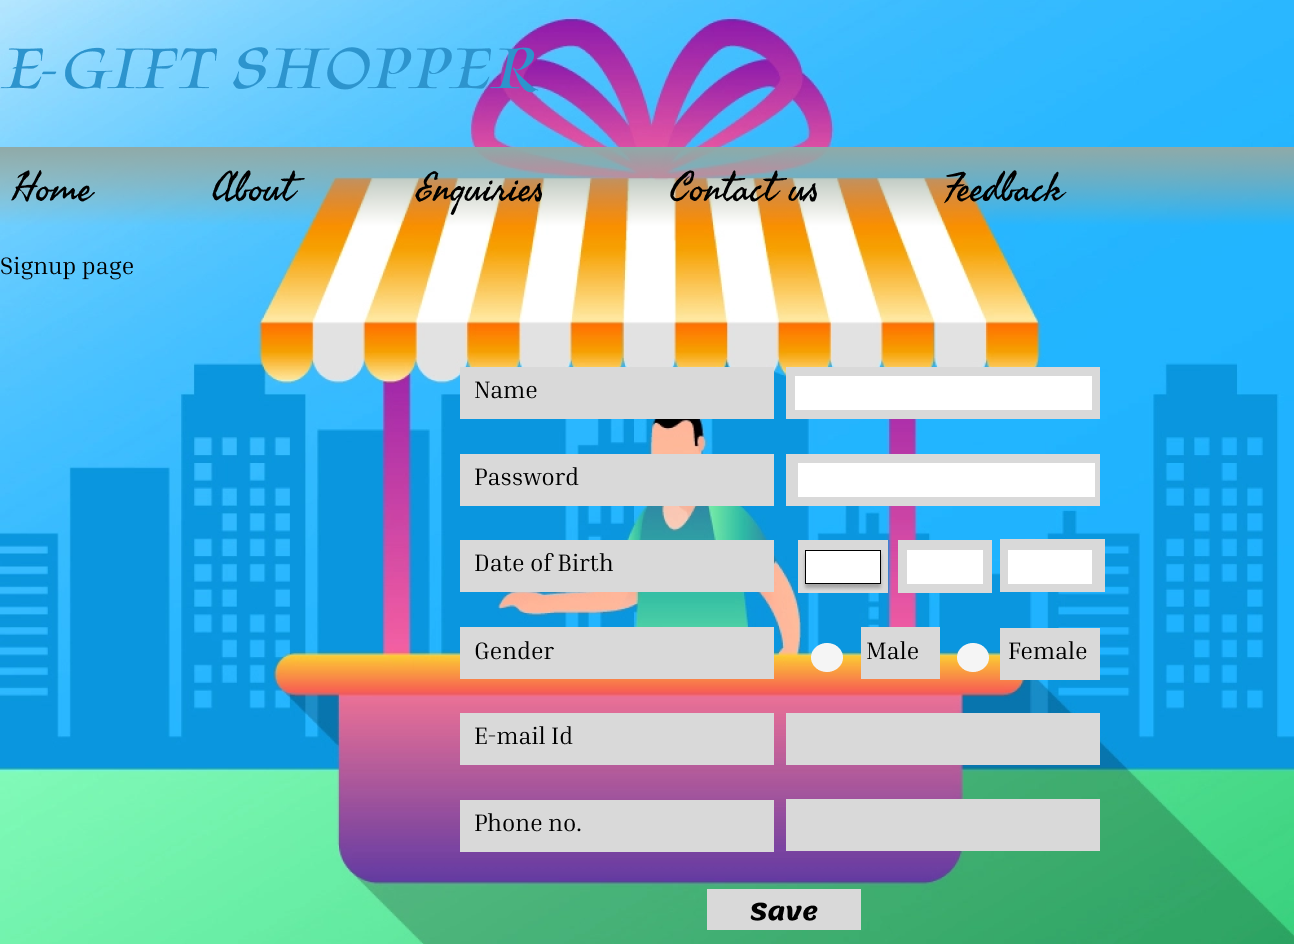 E-GIFT SHOPPER
Home About Enquiries Contact us Feedback
Signup page
Name
Password
Date of Birth
Gender Male Female
E-mail Id
Phone no.
Save